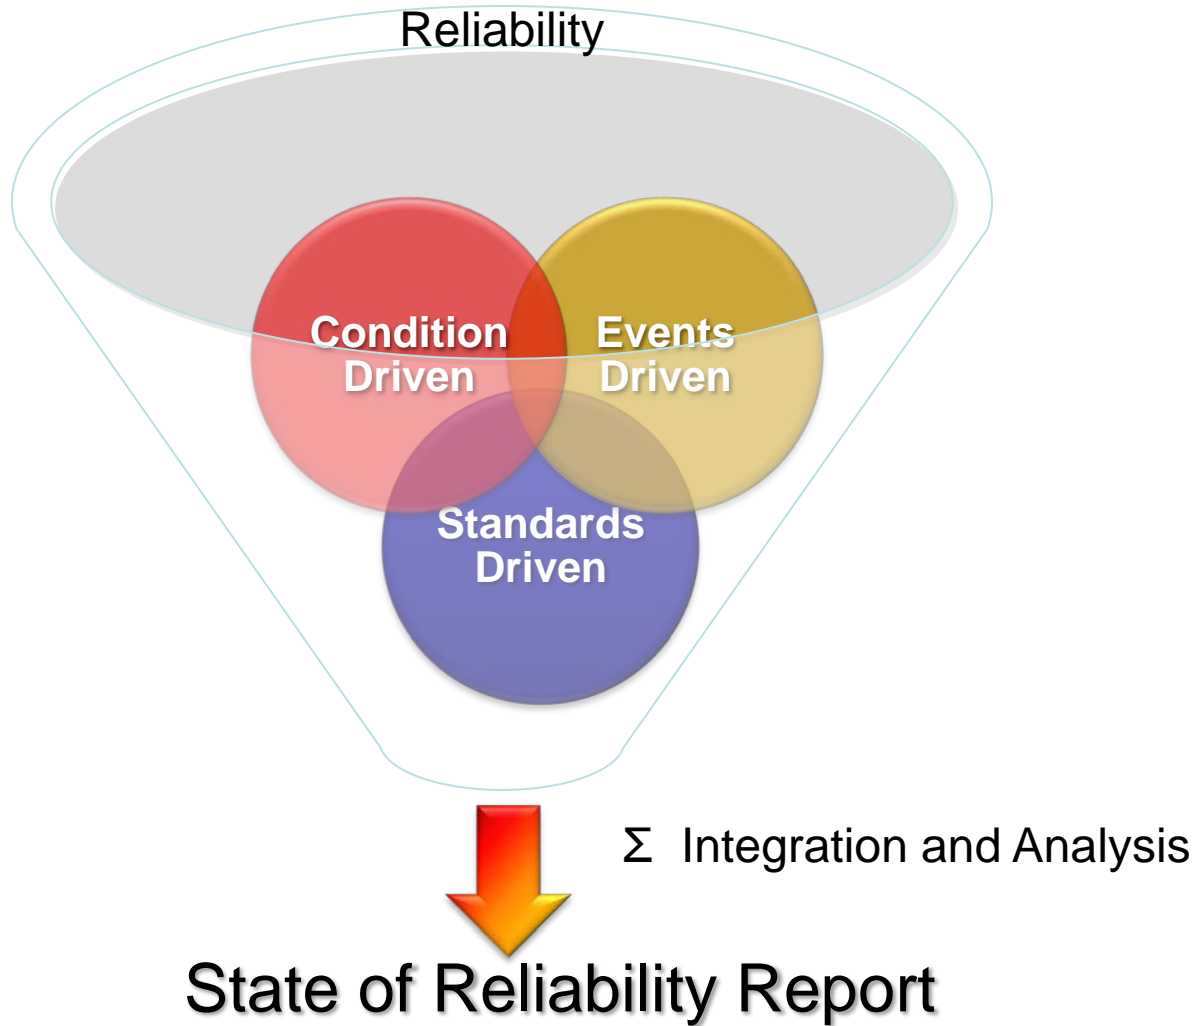 Reliability
Condition
Driven
Events
Driven
Standards
Driven
Σ Integration and Analysis
State of Reliability Report